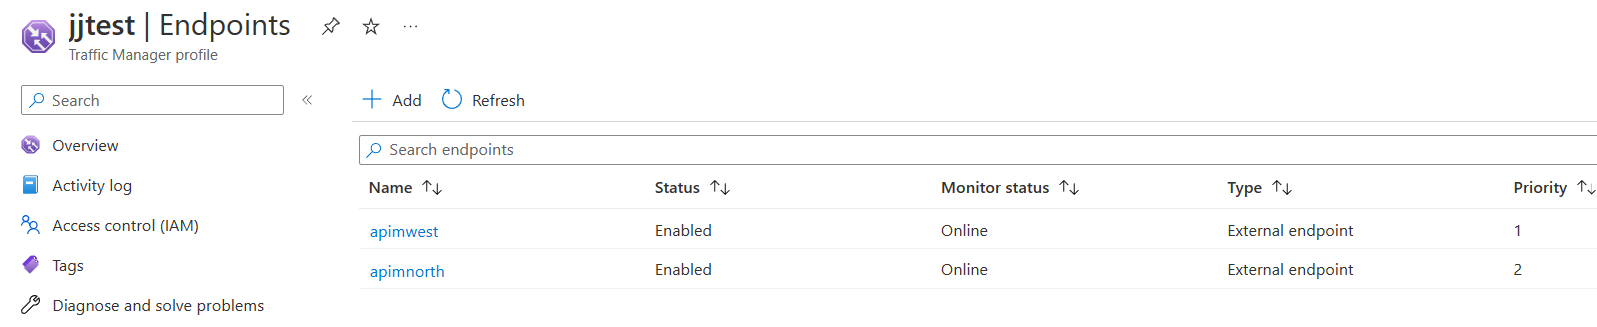 jjtest | Endpoints
Traffic Manager profile
Search
Overview
Activity log
Access control (IAM)
Tags
Diagnose and solve problems
Add Refresh
Search endpoints
Name Status Monitor status Type Priority
apimwest Enabled Online External endpoint 1
apimnorth Enabled Online External endpoint 2